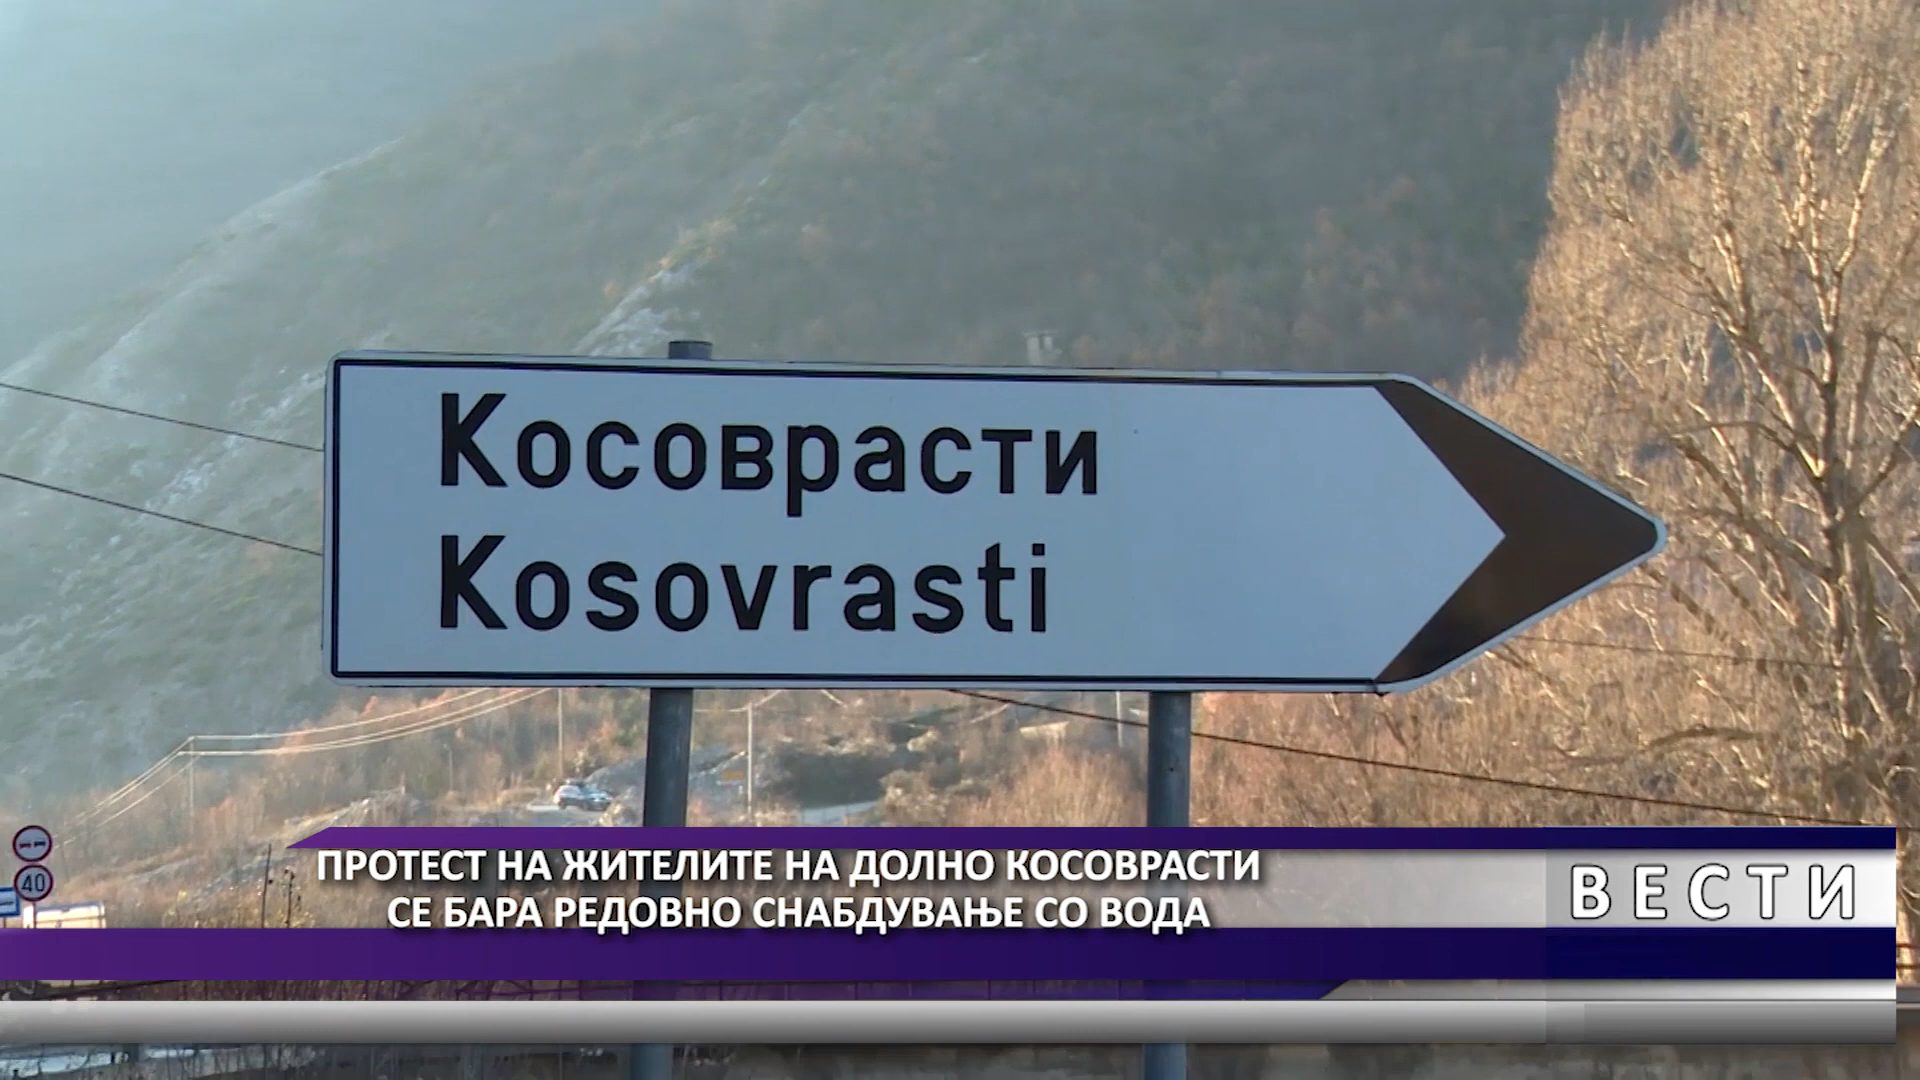 Косоврасти
Kosovrasti
40
ПРОТЕСТ НА ЖИТЕЛИТЕ НА ДОЛНО КОСОВРАСТИ
СЕ БАРА РЕДОВНО СНАБДУВАЊЕ СО ВОДА
ВЕСТИ